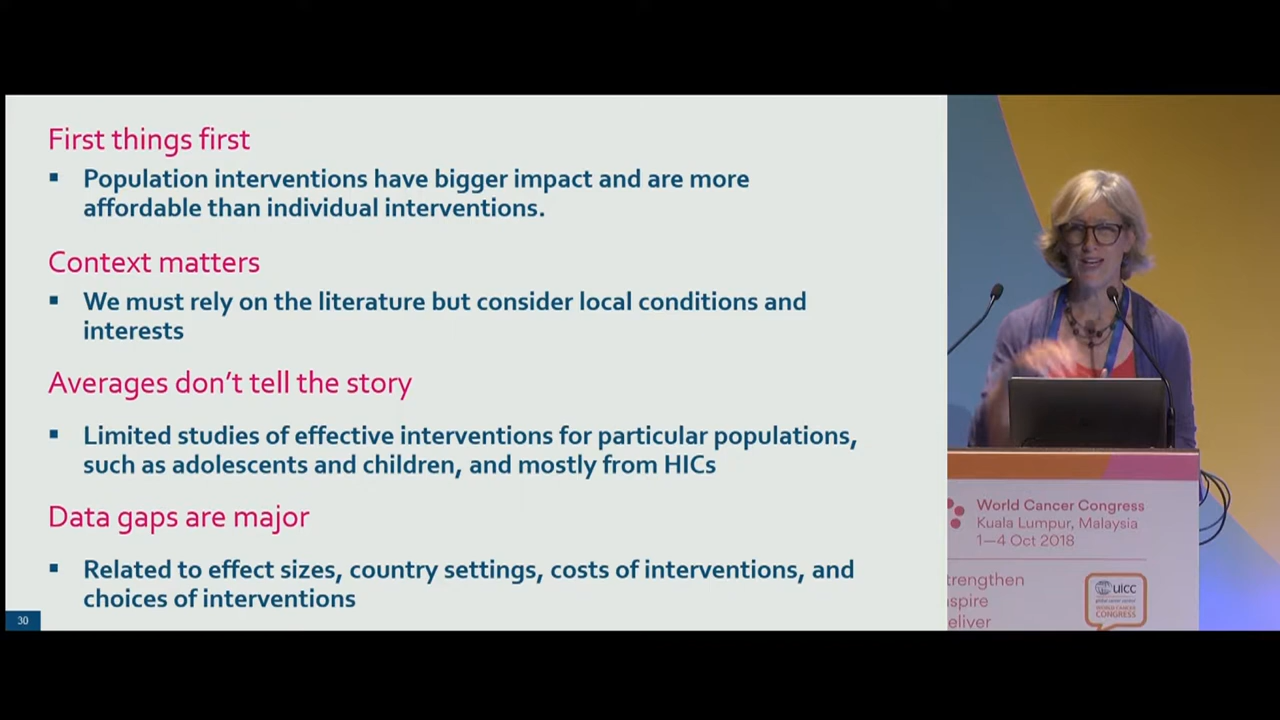 First things first
▪ Population interventions have bigger impact and are more
affordable than individual interventions.
Context matters
▪ We must rely on the literature but consider local conditions and
interests
Averages don't tell the story
▪ Limited studies of effective interventions for particular populations,
such as adolescents and children, and mostly from HICs
Data gaps are major
▪ Related to effect sizes, country settings, costs of interventions, and
choices of interventions
30
World Cancer Congress
Kuala Lumpur, Malaysia
1—4 Oct 2018
trengthen
nspire
eliver
uicc
WORLD CANCER
CONGRESS